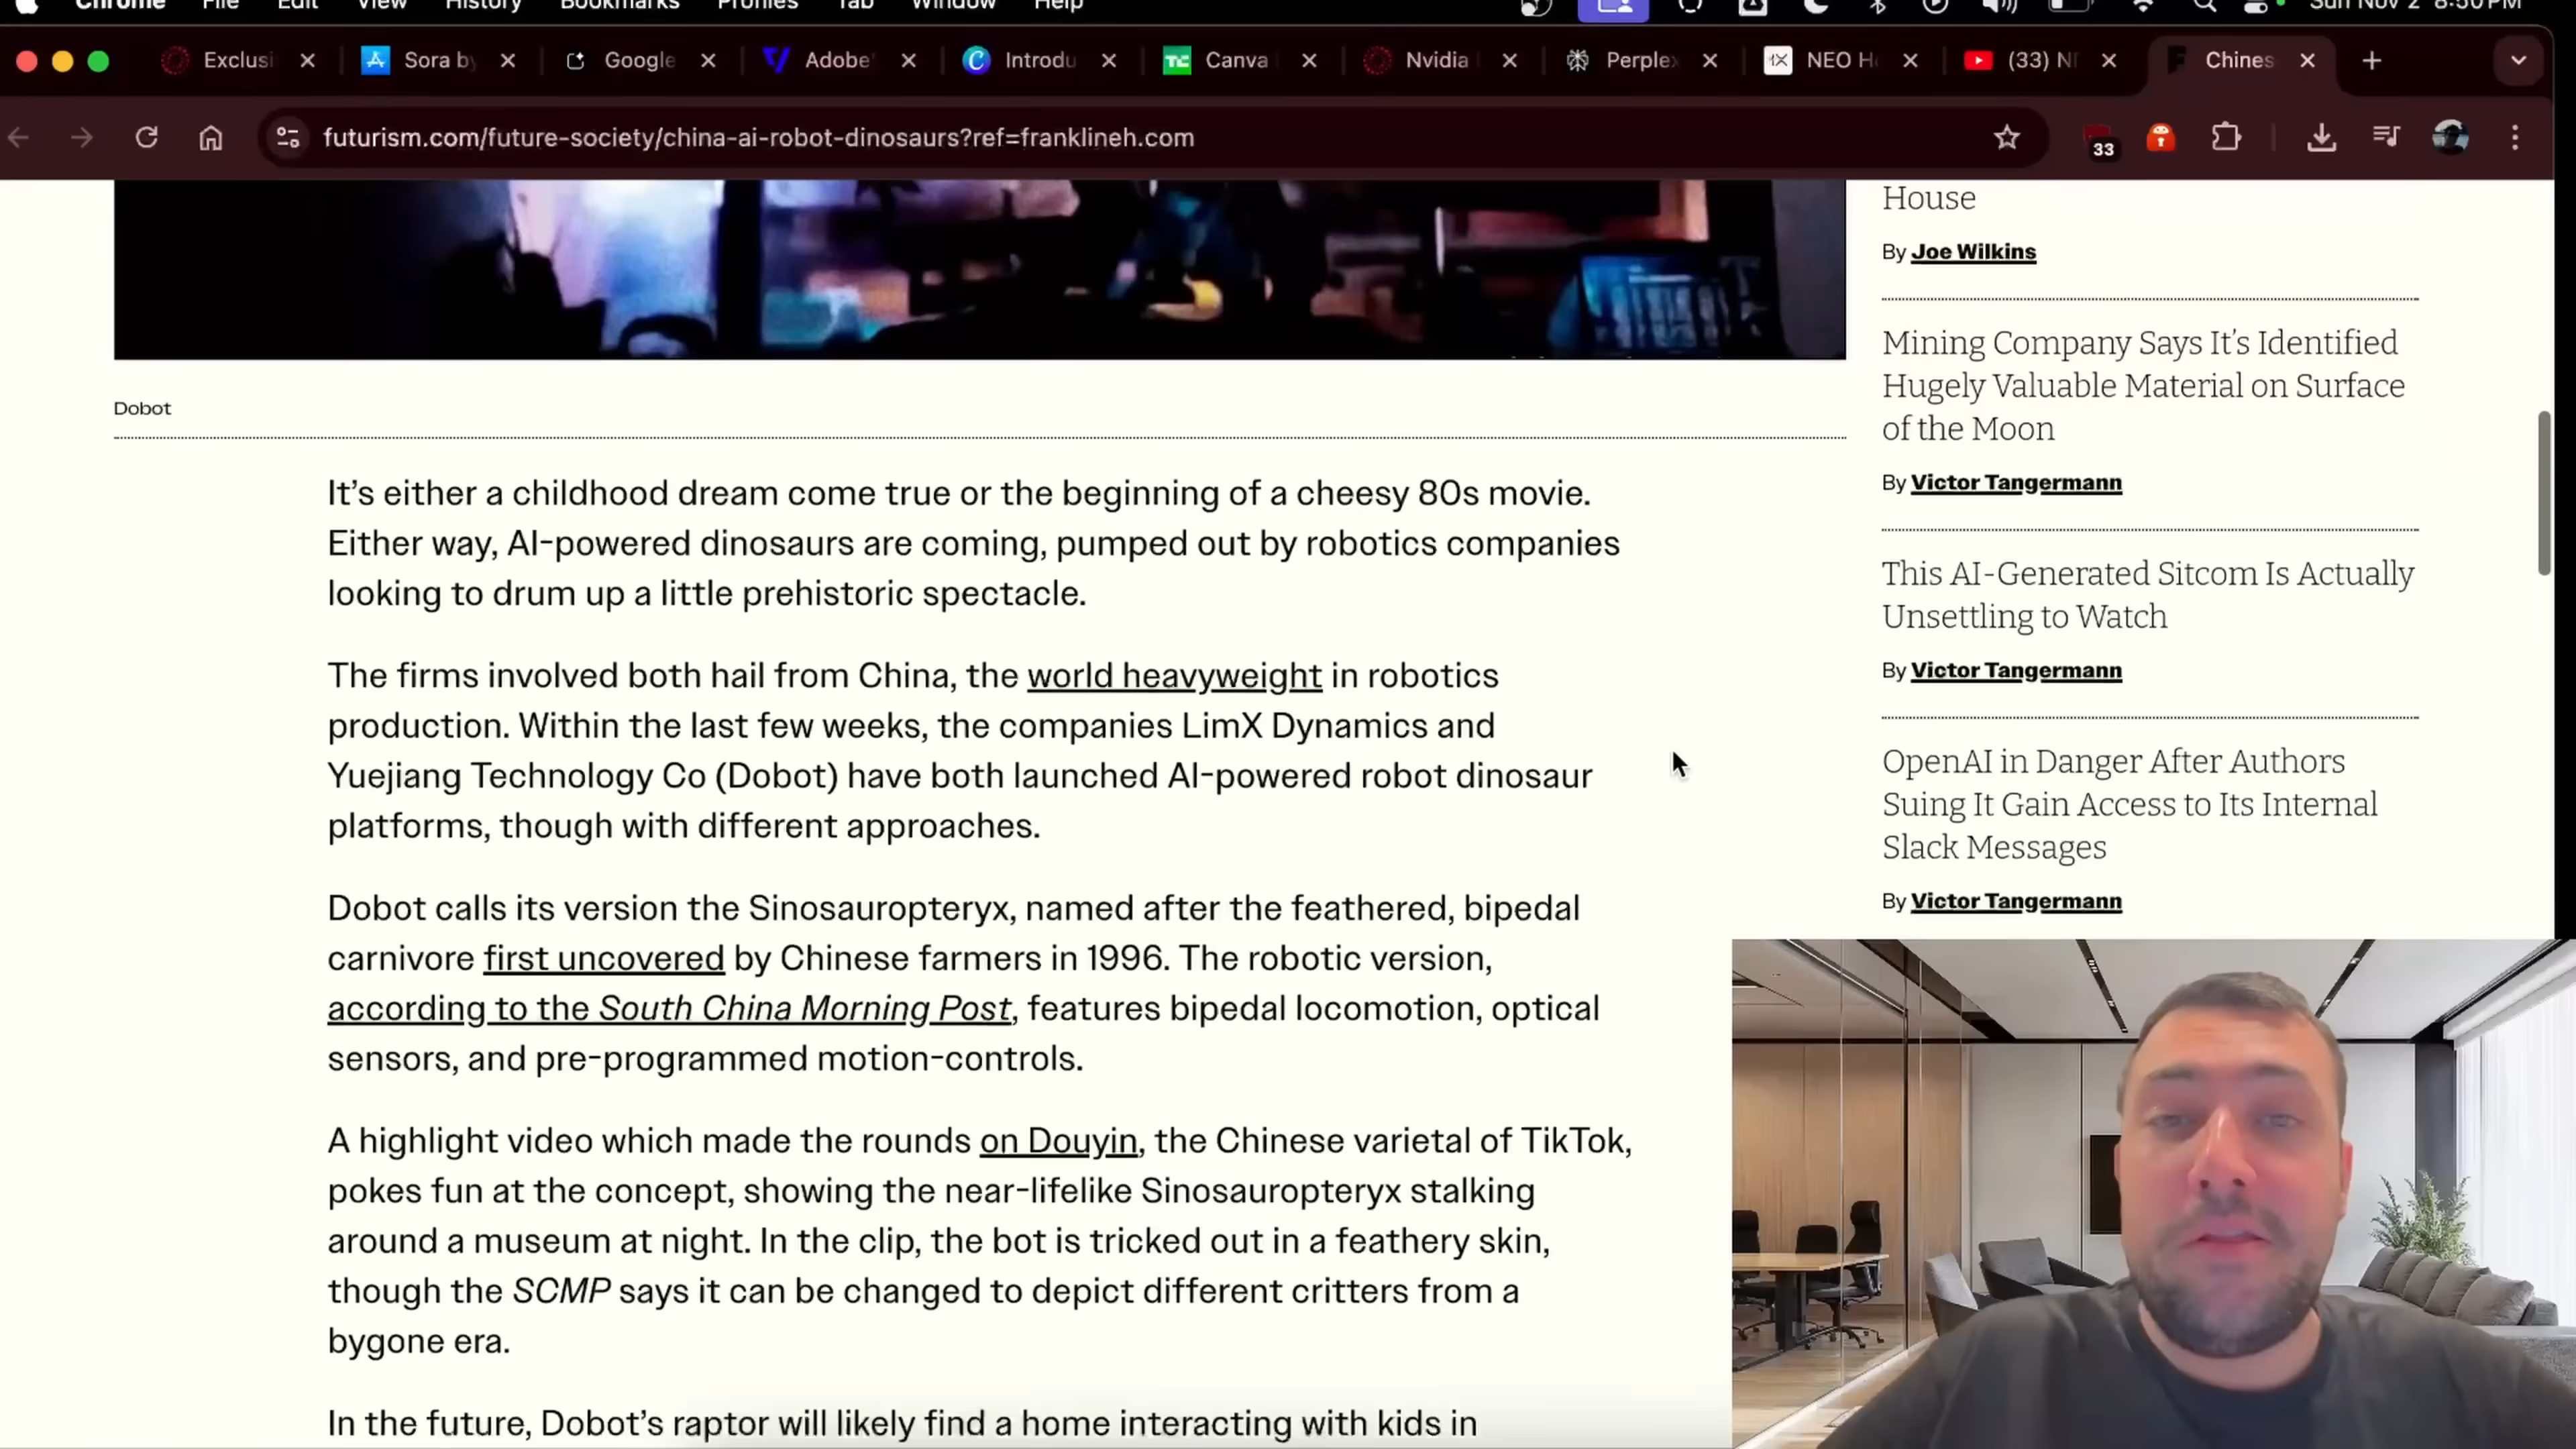 Chrome File Edit View History Bookmarks Profiles Tab Window Help Sun Nov 2 8:50 PM
Exclusi Sora by Google Adobe' Introdu Canva Nvidia Perplex NEO H (33) NI Chines
futurism.com/future-society/china-ai-robot-dinosaurs?ref=franklineh.com
33
Dobot
It's either a childhood dream come true or the beginning of a cheesy 80s movie.
Either way, AI-powered dinosaurs are coming, pumped out by robotics companies
looking to drum up a little prehistoric spectacle.
The firms involved both hail from China, the world heavyweight in robotics
production. Within the last few weeks, the companies LimX Dynamics and
Yuejiang Technology Co (Dobot) have both launched AI-powered robot dinosaur
platforms, though with different approaches.
Dobot calls its version the Sinosauropteryx, named after the feathered, bipedal
carnivore first uncovered by Chinese farmers in 1996. The robotic version,
according to the South China Morning Post, features bipedal locomotion, optical
sensors, and pre-programmed motion-controls.
A highlight video which made the rounds on Douyin, the Chinese varietal of TikTok,
pokes fun at the concept, showing the near-lifelike Sinosauropteryx stalking
around a museum at night. In the clip, the bot is tricked out in a feathery skin,
though the SCMP says it can be changed to depict different critters from a
bygone era.
In the future, Dobot's raptor will likely find a home interacting with kids in
House
By Joe Wilkins
Mining Company Says It's Identified
Hugely Valuable Material on Surface
of the Moon
By Victor Tangermann
This AI-Generated Sitcom Is Actually
Unsettling to Watch
By Victor Tangermann
OpenAI in Danger After Authors
Suing It Gain Access to Its Internal
Slack Messages
By Victor Tangermann